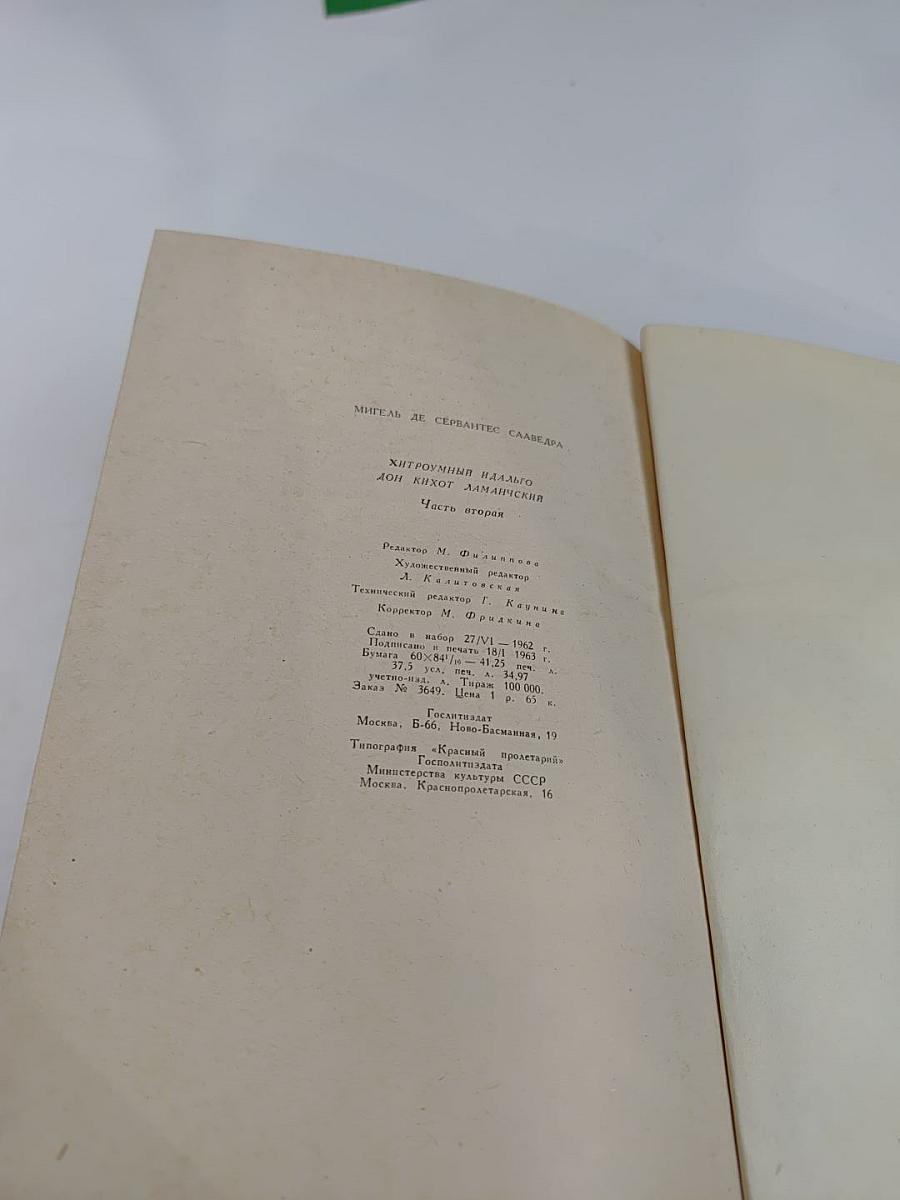 МИГЕЛЬ ДЕ СЕРВАНТЕС СААВЕДРА
ХИТРОУМНЫЙ ИДАЛЬГО
ДОН КИХОТ ЛАМАНЧСКИЙ
Часть вторая
Редактор М. Филиппова
Художественный редактор
Л. Калитовская
Технический редактор Г. Каунина
Корректор М. Фридкина
Сдано в набор 27/VI — 1962 г.
Подписано в печать 18/I 1963 г.
Бумага 60×84¹/₁₆ — 41,25 печ. л.
37,5 усл. печ. л. 34,97
учетно-изд. л. Тираж 100 000.
Заказ № 3649. Цена 1 р. 65 к.
Гослитиздат
Москва, Б-66, Ново-Басманная, 19
Типография «Красный пролетарий»
Госполитиздата
Министерства культуры СССР
Москва, Краснопролетарская, 16